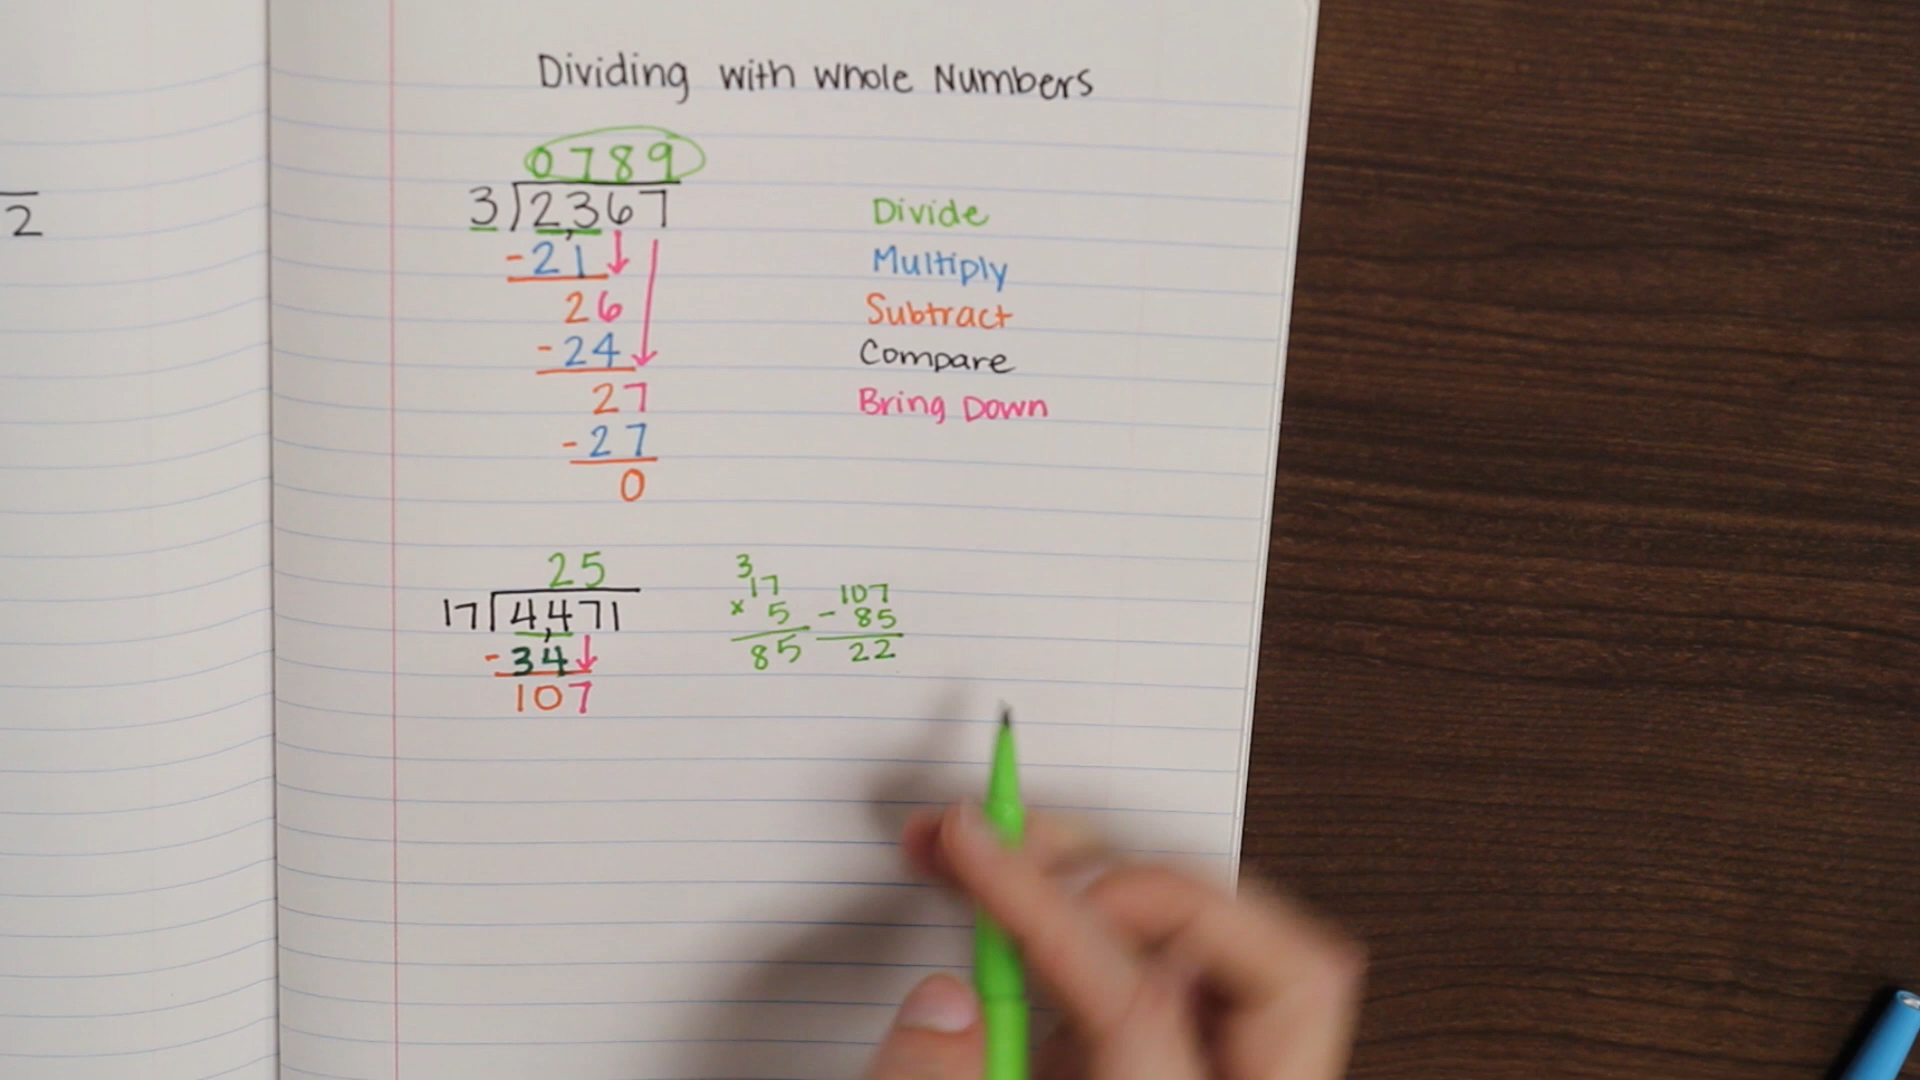 Dividing with Whole Numbers
2
0789
3)2,367
-21
26
-24
27
-27
0
Divide
Multiply
Subtract
Compare
Bring Down
25
17)4,471
-34
107
3
17
x 5
85
107
-85
22